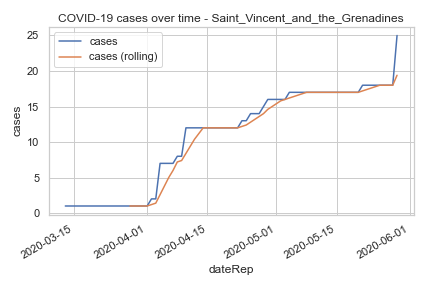 COVID-19 cases over time - Saint_Vincent_and_the_Grenadines
cases
cases (rolling)
25
20
15
10
5
0
cases
2020-03-15
2020-04-01
2020-04-15
2020-05-01
2020-05-15
2020-06-01
dateRep